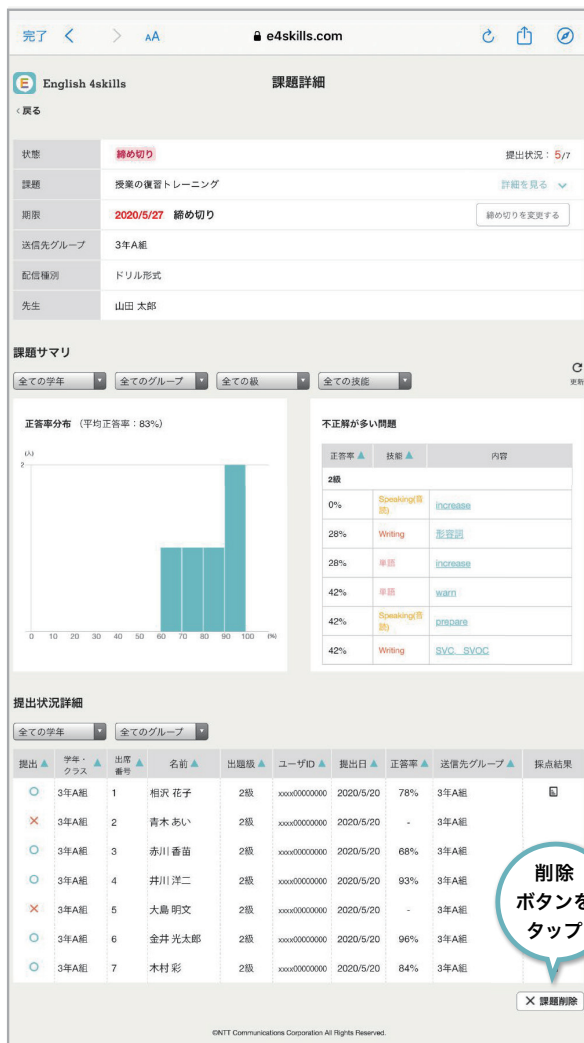 完了 ＜ ＞ AA e4skills.com
E English 4skills 課題詳細
‹ 戻る
状態 締め切り 提出状況： 5/7
課題 授業の復習トレーニング 詳細を見る
期限 2020/5/27 締め切り 締め切りを変更する
送信先グループ 3年A組
配信種別 ドリル形式
先生 山田 太郎
課題サマリ
全ての学年 全てのグループ 全ての級 全ての技能 更新
正答率分布 （平均正答率：83%） 不正解が多い問題
(人)
2
0 10 20 30 40 50 60 70 80 90 100 (%)
正答率 ▲ 技能 ▲ 内容
2級
0% Speaking(音読) increase
28% Writing 形容詞
28% 単語 increase
42% 単語 warn
42% Speaking(音読) prepare
42% Writing SVC、SVOC
提出状況詳細
全ての学年 全てのグループ
提出 ▲ 学年・クラス ▲ 出席番号 ▲ 名前 ▲ 出題級 ▲ ユーザID ▲ 提出日 ▲ 正答率 ▲ 送信先グループ ▲ 採点結果
○ 3年A組 1 相沢 花子 2級 xxxx00000000 2020/5/20 78% 3年A組
× 3年A組 2 青木 あい 2級 xxxx00000000 2020/5/20 - 3年A組
○ 3年A組 3 赤川 香苗 2級 xxxx00000000 2020/5/20 68% 3年A組
○ 3年A組 4 井川 洋二 2級 xxxx00000000 2020/5/20 93% 3年A組
× 3年A組 5 大島 明文 2級 xxxx00000000 2020/5/20 - 3年A組
○ 3年A組 6 金井 光太郎 2級 xxxx00000000 2020/5/20 96% 3年A組
○ 3年A組 7 木村 彩 2級 xxxx00000000 2020/5/20 84% 3年A組
削除
ボタンを
タップ
× 課題削除
©NTT Communications Corporation All Rights Reserved.